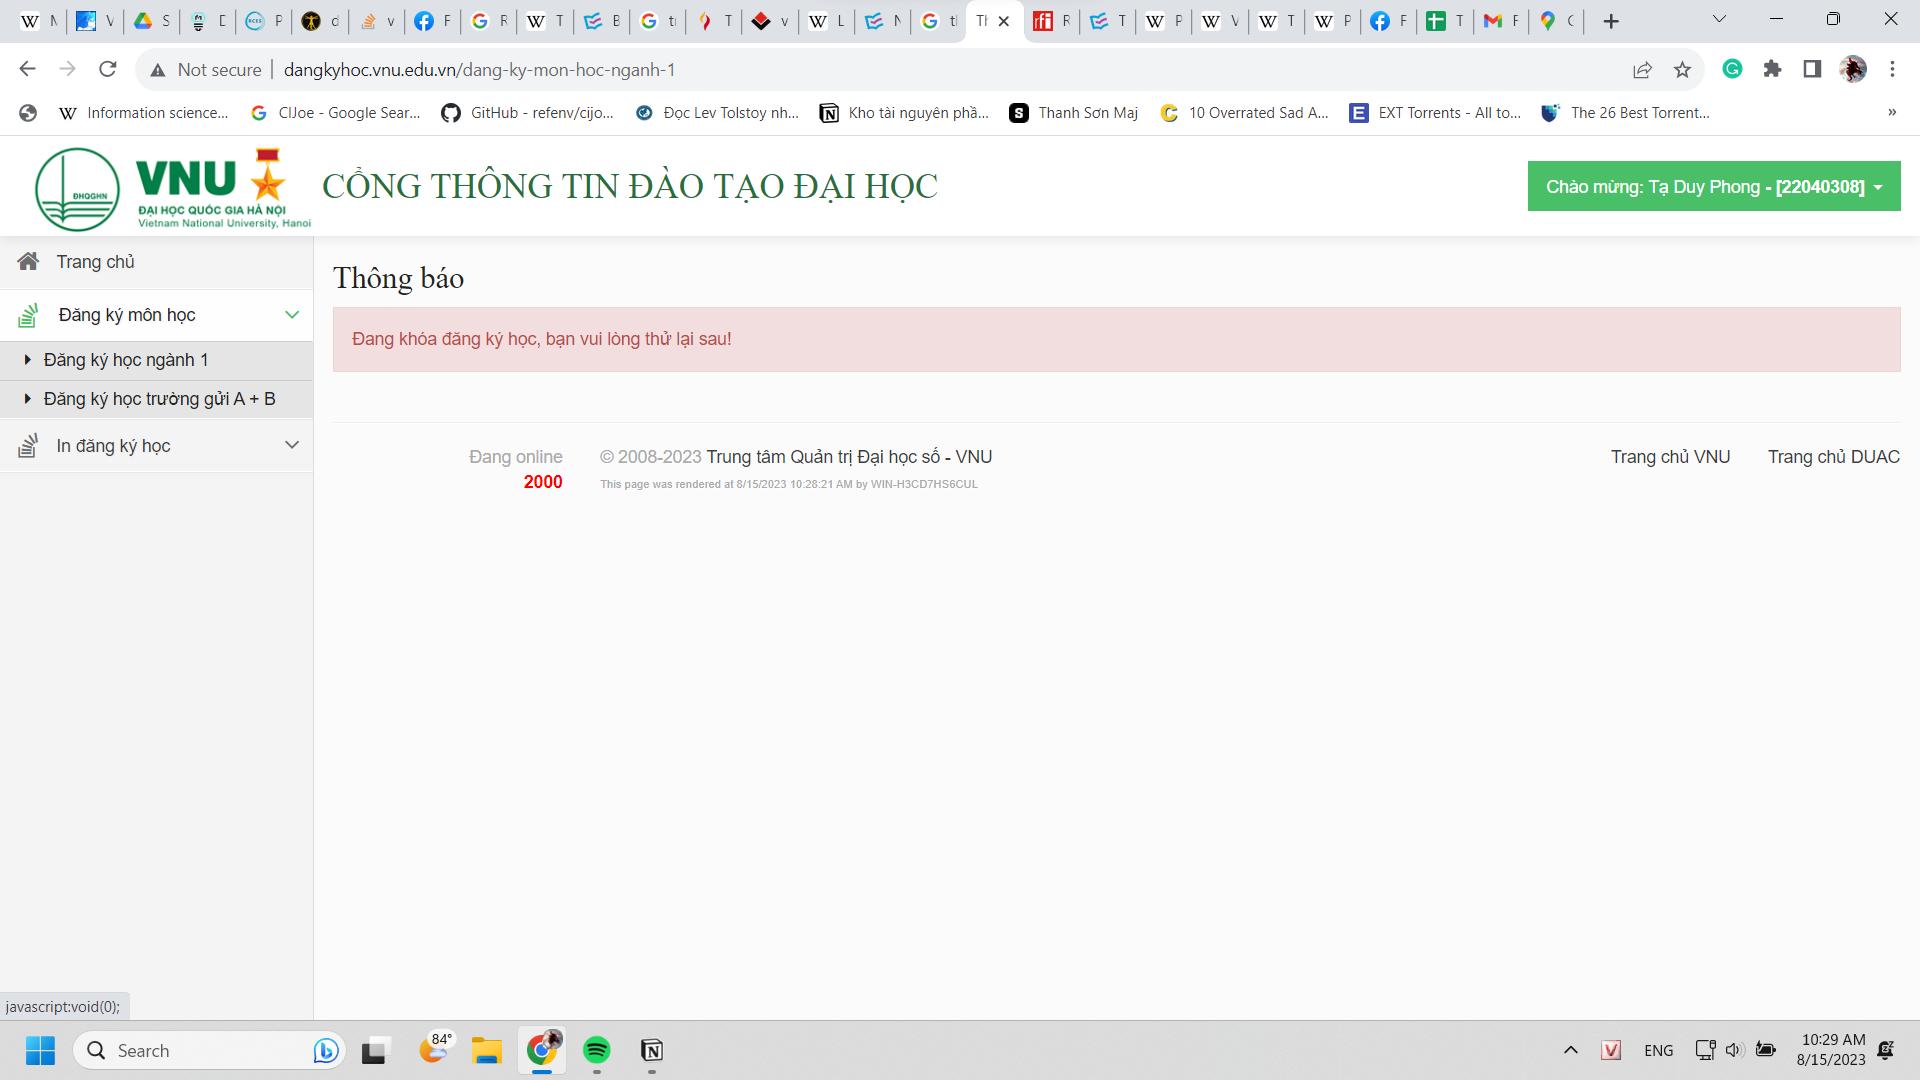 Not secure | dangkyhoc.vnu.edu.vn/dang-ky-mon-hoc-nganh-1
Information science... CIJoe - Google Sear... GitHub - refenv/cijo... Đọc Lev Tolstoy nh... Kho tài nguyên phầ... Thanh Sơn Maj 10 Overrated Sad A... EXT Torrents - All to... The 26 Best Torrent... »
ĐHQGHN
VNU
ĐẠI HỌC QUỐC GIA HÀ NỘI
Vietnam National University, Hanoi
CỔNG THÔNG TIN ĐÀO TẠO ĐẠI HỌC
Chào mừng: Tạ Duy Phong - [22040308]
Trang chủ
Đăng ký môn học
Đăng ký học ngành 1
Đăng ký học trường gửi A + B
In đăng ký học
Thông báo
Đang khóa đăng ký học, bạn vui lòng thử lại sau!
Đang online
2000
© 2008-2023 Trung tâm Quản trị Đại học số - VNU
This page was rendered at 8/15/2023 10:28:21 AM by WIN-H3CD7HS6CUL
Trang chủ VNU Trang chủ DUAC
javascript:void(0);
Search
84°
ENG
10:29 AM
8/15/2023